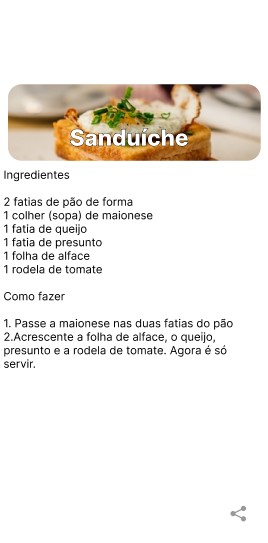 Sanduíche
Ingredientes
2 fatias de pão de forma
1 colher (sopa) de maionese
1 fatia de queijo
1 fatia de presunto
1 folha de alface
1 rodela de tomate
Como fazer
1. Passe a maionese nas duas fatias do pão
2.Acrescente a folha de alface, o queijo,
presunto e a rodela de tomate. Agora é só
servir.